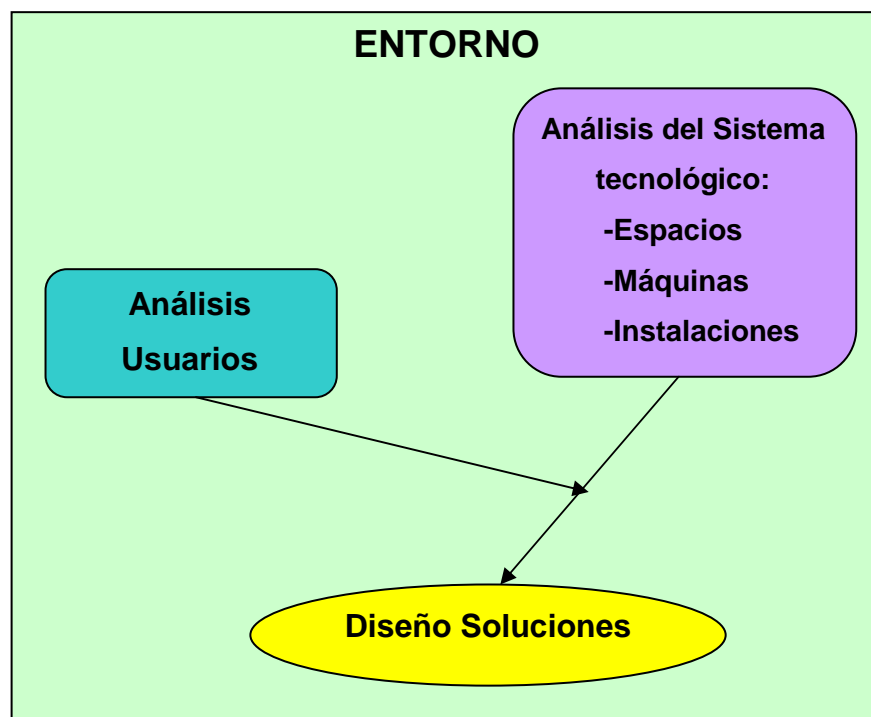 ENTORNO
Análisis del Sistema
tecnológico:
-Espacios
-Máquinas
-Instalaciones
Análisis
Usuarios
Diseño Soluciones